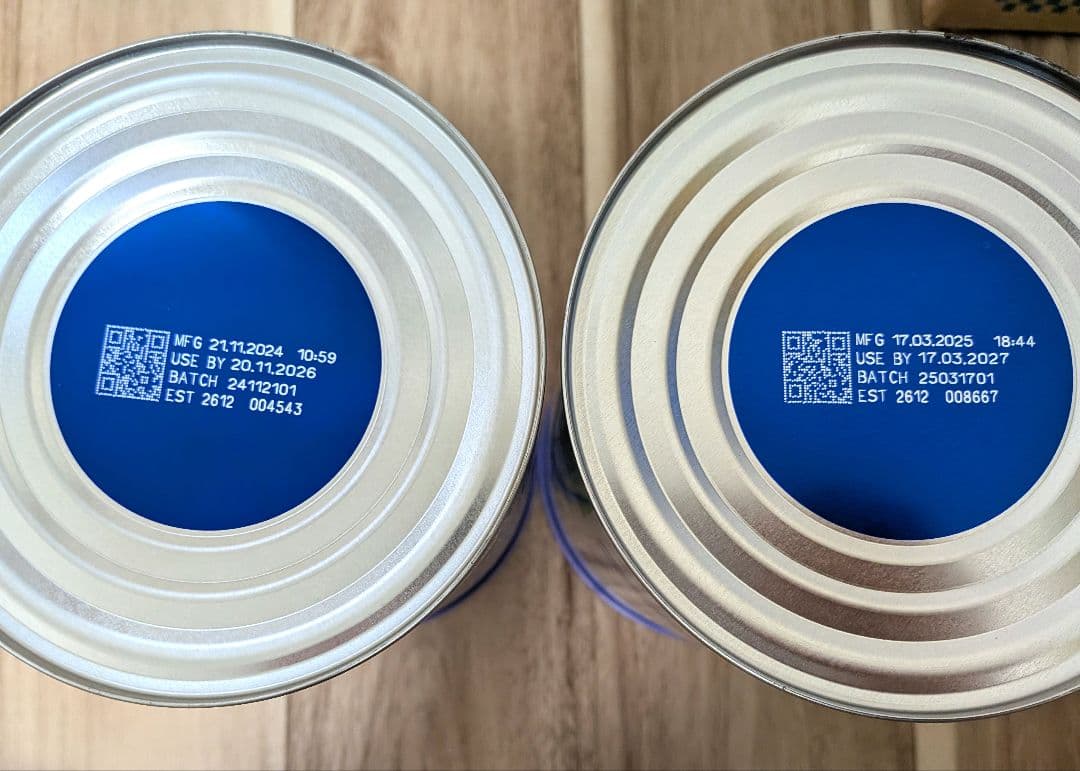 MFG 21.11.2024 10:59
USE BY 20.11.2026
BATCH 24112101
EST 2612 004543
MFG 17.03.2025 18:44
USE BY 17.03.2027
BATCH 25031701
EST 2612 008667